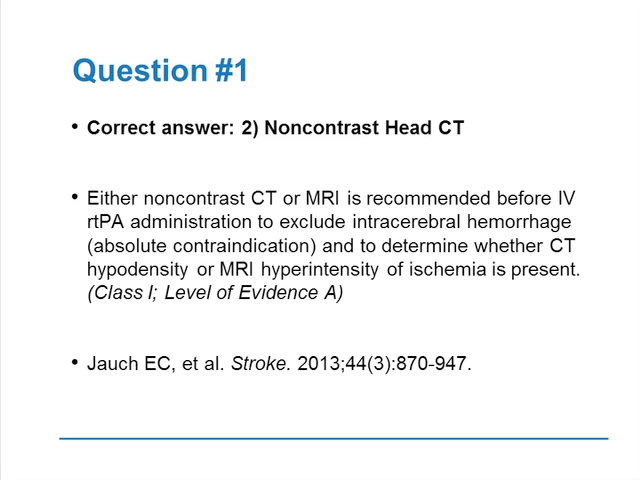 Question #1
• Correct answer: 2) Noncontrast Head CT
• Either noncontrast CT or MRI is recommended before IV
rtPA administration to exclude intracerebral hemorrhage
(absolute contraindication) and to determine whether CT
hypodensity or MRI hyperintensity of ischemia is present.
(Class I; Level of Evidence A)
• Jauch EC, et al. Stroke. 2013;44(3):870-947.